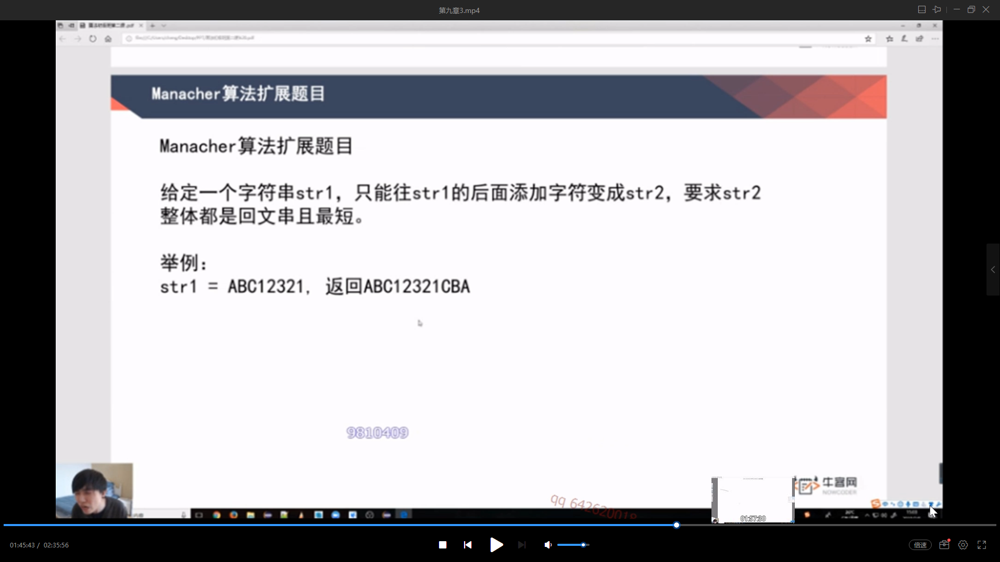 第九章3.mp4
Manacher算法扩展题目
Manacher算法扩展题目
给定一个字符串str1，只能往str1的后面添加字符变成str2，要求str2
整体都是回文串且最短。
举例：
str1 = ABC12321, 返回ABC12321CBA
9810409
qq 642620018
牛客网
NOWCODER
01:57:30
01:45:43 / 02:35:56
倍速